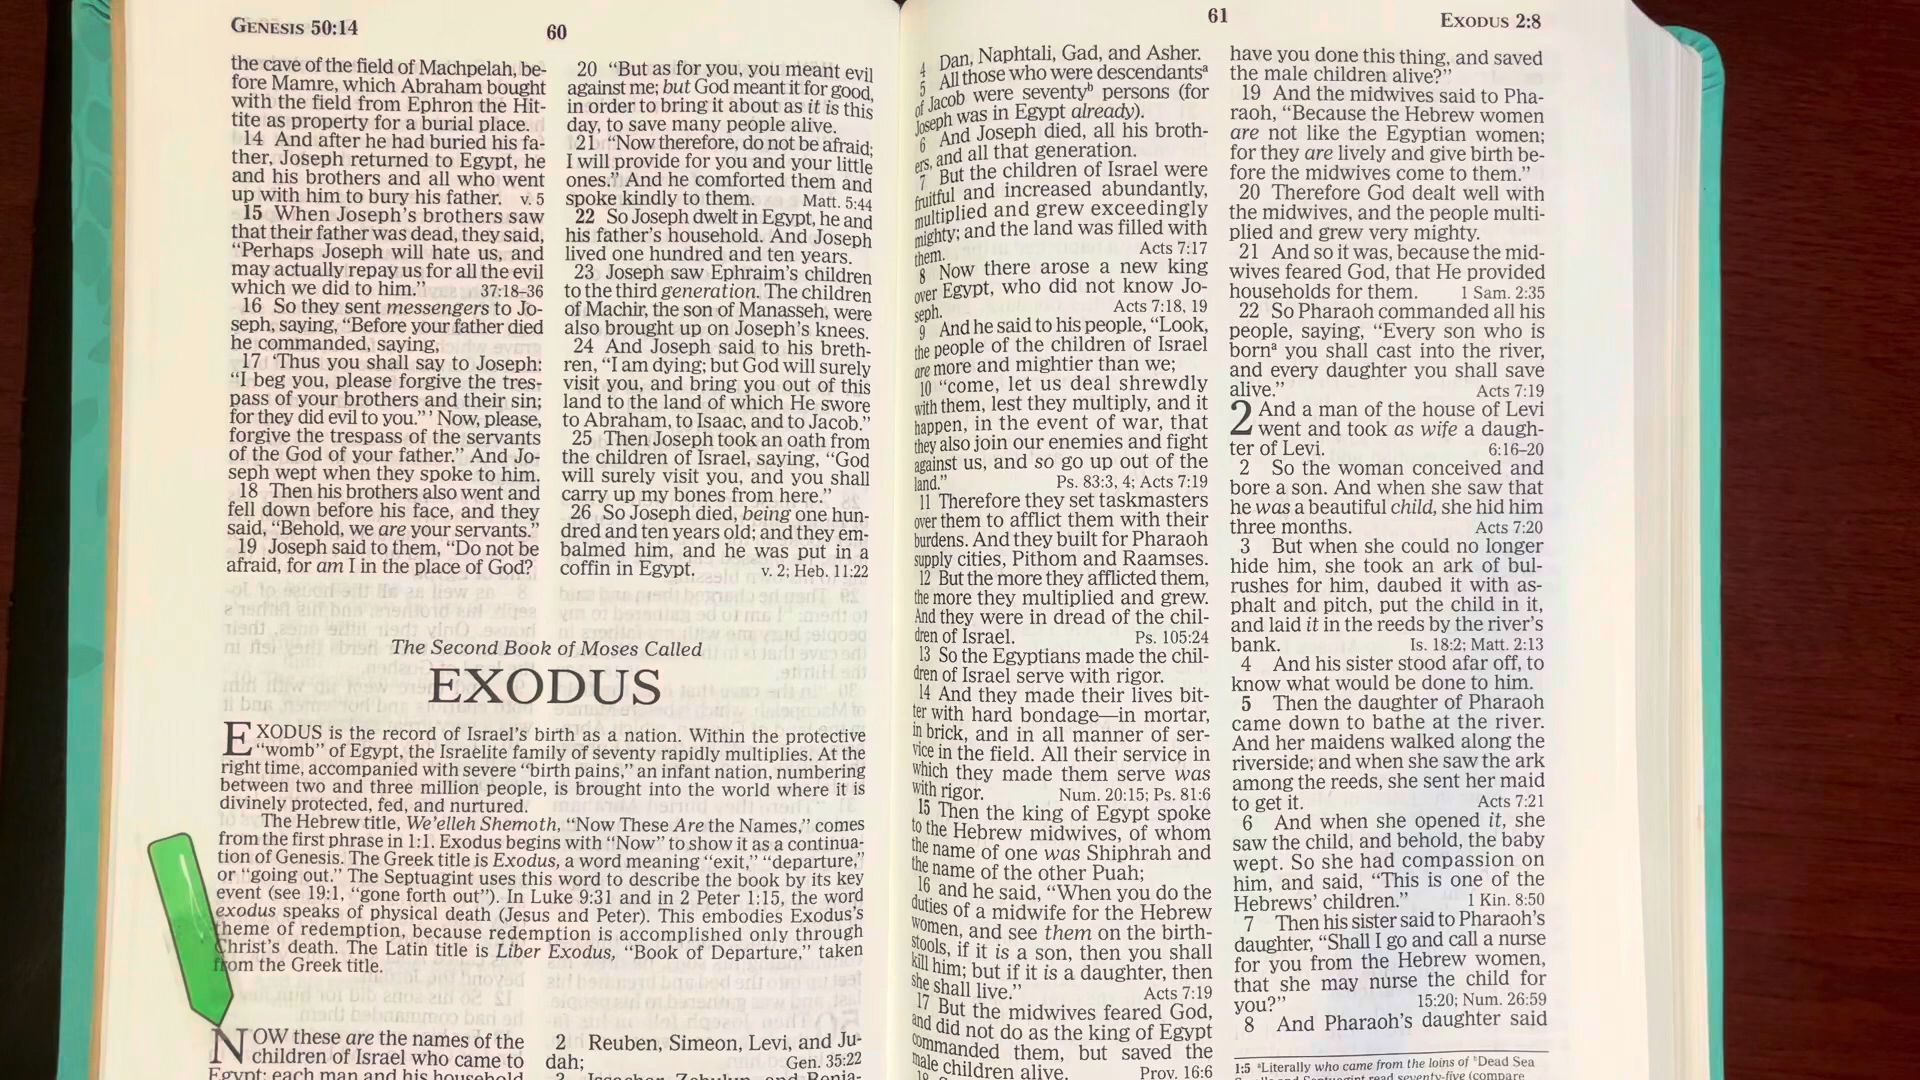 GENESIS 50:14
60
the cave of the field of Machpelah, be-
fore Mamre, which Abraham bought
with the field from Ephron the Hit-
tite as property for a burial place.
14 And after he had buried his fa-
ther, Joseph returned to Egypt, he
and his brothers and all who went
up with him to bury his father. v. 5
15 When Joseph's brothers saw
that their father was dead, they said,
“Perhaps Joseph will hate us, and
may actually repay us for all the evil
which we did to him.” 37:18–36
16 So they sent messengers to Jo-
seph, saying, “Before your father died
he commanded, saying,
17 ‘Thus you shall say to Joseph:
“I beg you, please forgive the tres-
pass of your brothers and their sin;
for they did evil to you.” ’ Now, please,
forgive the trespass of the servants
of the God of your father.” And Jo-
seph wept when they spoke to him.
18 Then his brothers also went and
fell down before his face, and they
said, “Behold, we are your servants.”
19 Joseph said to them, “Do not be
afraid, for am I in the place of God?
20 “But as for you, you meant evil
against me; but God meant it for good,
in order to bring it about as it is this
day, to save many people alive.
21 “Now therefore, do not be afraid;
I will provide for you and your little
ones.” And he comforted them and
spoke kindly to them. Matt. 5:44
22 So Joseph dwelt in Egypt, he and
his father's household. And Joseph
lived one hundred and ten years.
23 Joseph saw Ephraim's children
to the third generation. The children
of Machir, the son of Manasseh, were
also brought up on Joseph's knees.
24 And Joseph said to his breth-
ren, “I am dying; but God will surely
visit you, and bring you out of this
land to the land of which He swore
to Abraham, to Isaac, and to Jacob.”
25 Then Joseph took an oath from
the children of Israel, saying, “God
will surely visit you, and you shall
carry up my bones from here.”
26 So Joseph died, being one hun-
dred and ten years old; and they em-
balmed him, and he was put in a
coffin in Egypt. v. 2; Heb. 11:22
The Second Book of Moses Called
EXODUS
EXODUS is the record of Israel's birth as a nation. Within the protective
“womb” of Egypt, the Israelite family of seventy rapidly multiplies. At the
right time, accompanied with severe “birth pains,” an infant nation, numbering
between two and three million people, is brought into the world where it is
divinely protected, fed, and nurtured.
The Hebrew title, We'elleh Shemoth, “Now These Are the Names,” comes
from the first phrase in 1:1. Exodus begins with “Now” to show it as a continua-
tion of Genesis. The Greek title is Exodus, a word meaning “exit,” “departure,”
or “going out.” The Septuagint uses this word to describe the book by its key
event (see 19:1, “gone forth out”). In Luke 9:31 and in 2 Peter 1:15, the word
exodus speaks of physical death (Jesus and Peter). This embodies Exodus's
theme of redemption, because redemption is accomplished only through
Christ's death. The Latin title is Liber Exodus, “Book of Departure,” taken
from the Greek title.
NOW these are the names of the
children of Israel who came to
Egypt; each man and his household
2 Reuben, Simeon, Levi, and Ju-
dah; Gen. 35:22
3 Issachar, Zebulun, and Benja-
61
EXODUS 2:8
4 Dan, Naphtali, Gad, and Asher.
5 All those who were descendantsᵃ
of Jacob were seventyᵇ persons (for
Joseph was in Egypt already).
6 And Joseph died, all his broth-
ers, and all that generation.
7 But the children of Israel were
fruitful and increased abundantly,
multiplied and grew exceedingly
mighty; and the land was filled with
them. Acts 7:17
8 Now there arose a new king
over Egypt, who did not know Jo-
seph. Acts 7:18, 19
9 And he said to his people, “Look,
the people of the children of Israel
are more and mightier than we;
10 “come, let us deal shrewdly
with them, lest they multiply, and it
happen, in the event of war, that
they also join our enemies and fight
against us, and so go up out of the
land.” Ps. 83:3, 4; Acts 7:19
11 Therefore they set taskmasters
over them to afflict them with their
burdens. And they built for Pharaoh
supply cities, Pithom and Raamses.
12 But the more they afflicted them,
the more they multiplied and grew.
And they were in dread of the chil-
dren of Israel. Ps. 105:24
13 So the Egyptians made the chil-
dren of Israel serve with rigor.
14 And they made their lives bit-
ter with hard bondage—in mortar,
in brick, and in all manner of ser-
vice in the field. All their service in
which they made them serve was
with rigor. Num. 20:15; Ps. 81:6
15 Then the king of Egypt spoke
to the Hebrew midwives, of whom
the name of one was Shiphrah and
the name of the other Puah;
16 and he said, “When you do the
duties of a midwife for the Hebrew
women, and see them on the birth-
stools, if it is a son, then you shall
kill him; but if it is a daughter, then
she shall live.” Acts 7:19
17 But the midwives feared God,
and did not do as the king of Egypt
commanded them, but saved the
male children alive. Prov. 16:6
18
have you done this thing, and saved
the male children alive?”
19 And the midwives said to Pha-
raoh, “Because the Hebrew women
are not like the Egyptian women;
for they are lively and give birth be-
fore the midwives come to them.”
20 Therefore God dealt well with
the midwives, and the people multi-
plied and grew very mighty.
21 And so it was, because the mid-
wives feared God, that He provided
households for them. 1 Sam. 2:35
22 So Pharaoh commanded all his
people, saying, “Every son who is
bornᵃ you shall cast into the river,
and every daughter you shall save
alive.” Acts 7:19
2 And a man of the house of Levi
went and took as wife a daugh-
ter of Levi. 6:16–20
2 So the woman conceived and
bore a son. And when she saw that
he was a beautiful child, she hid him
three months. Acts 7:20
3 But when she could no longer
hide him, she took an ark of bul-
rushes for him, daubed it with as-
phalt and pitch, put the child in it,
and laid it in the reeds by the river's
bank. Is. 18:2; Matt. 2:13
4 And his sister stood afar off, to
know what would be done to him.
5 Then the daughter of Pharaoh
came down to bathe at the river.
And her maidens walked along the
riverside; and when she saw the ark
among the reeds, she sent her maid
to get it. Acts 7:21
6 And when she opened it, she
saw the child, and behold, the baby
wept. So she had compassion on
him, and said, “This is one of the
Hebrews' children.” 1 Kin. 8:50
7 Then his sister said to Pharaoh's
daughter, “Shall I go and call a nurse
for you from the Hebrew women,
that she may nurse the child for
you?” 15:20; Num. 26:59
8 And Pharaoh's daughter said
1:5 ᵃLiterally who came from the loins of ᵇDead Sea
Scrolls and Septuagint read seventy-five (compare